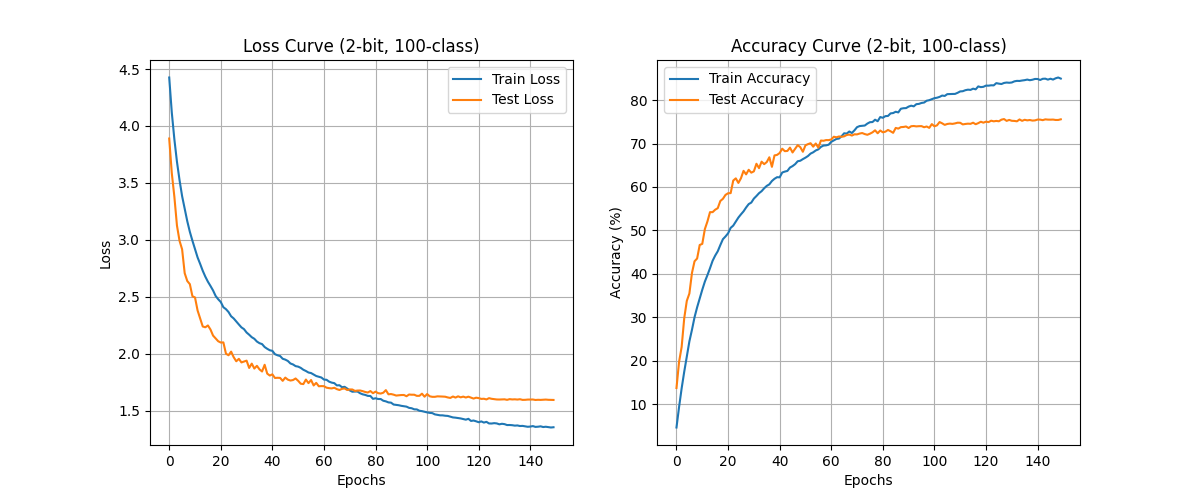 Loss Curve (2-bit, 100-class)
4.5
4.0
3.5
3.0
2.5
2.0
1.5
Loss
0 20 40 60 80 100 120 140
Epochs
Train Loss
Test Loss
Accuracy Curve (2-bit, 100-class)
80
70
60
50
40
30
20
10
Accuracy (%)
0 20 40 60 80 100 120 140
Epochs
Train Accuracy
Test Accuracy